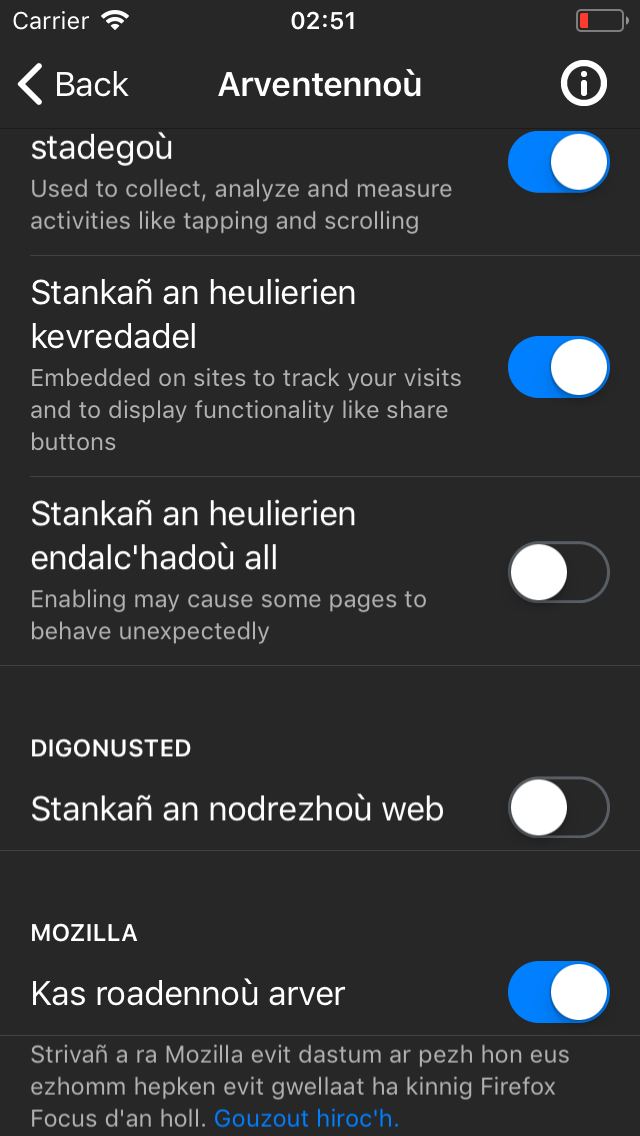 Carrier 02:51
Back Arventennoù
stadegoù
Used to collect, analyze and measure
activities like tapping and scrolling
Stankañ an heulierien
kevredadel
Embedded on sites to track your visits
and to display functionality like share
buttons
Stankañ an heulierien
endalc'hadoù all
Enabling may cause some pages to
behave unexpectedly
DIGONUSTED
Stankañ an nodrezhoù web
MOZILLA
Kas roadennoù arver
Strivañ a ra Mozilla evit dastum ar pezh hon eus
ezhomm hepken evit gwellaat ha kinnig Firefox
Focus d'an holl. Gouzout hiroc'h.